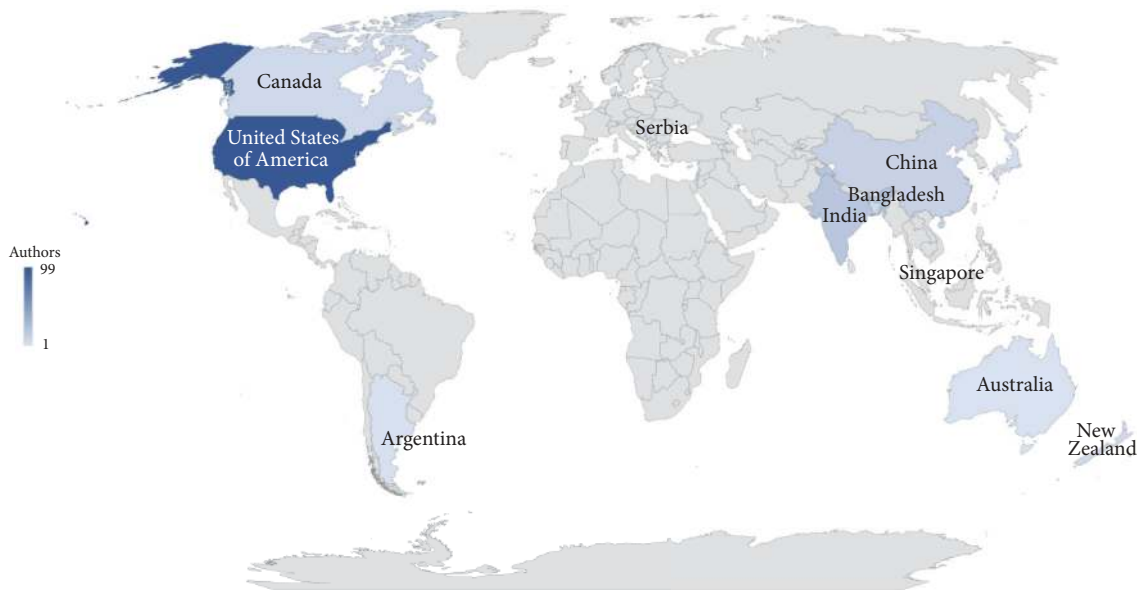 Canada
United States
of America
Serbia
China
Bangladesh
India
Authors
99
1
Singapore
Australia
Argentina
New
Zealand